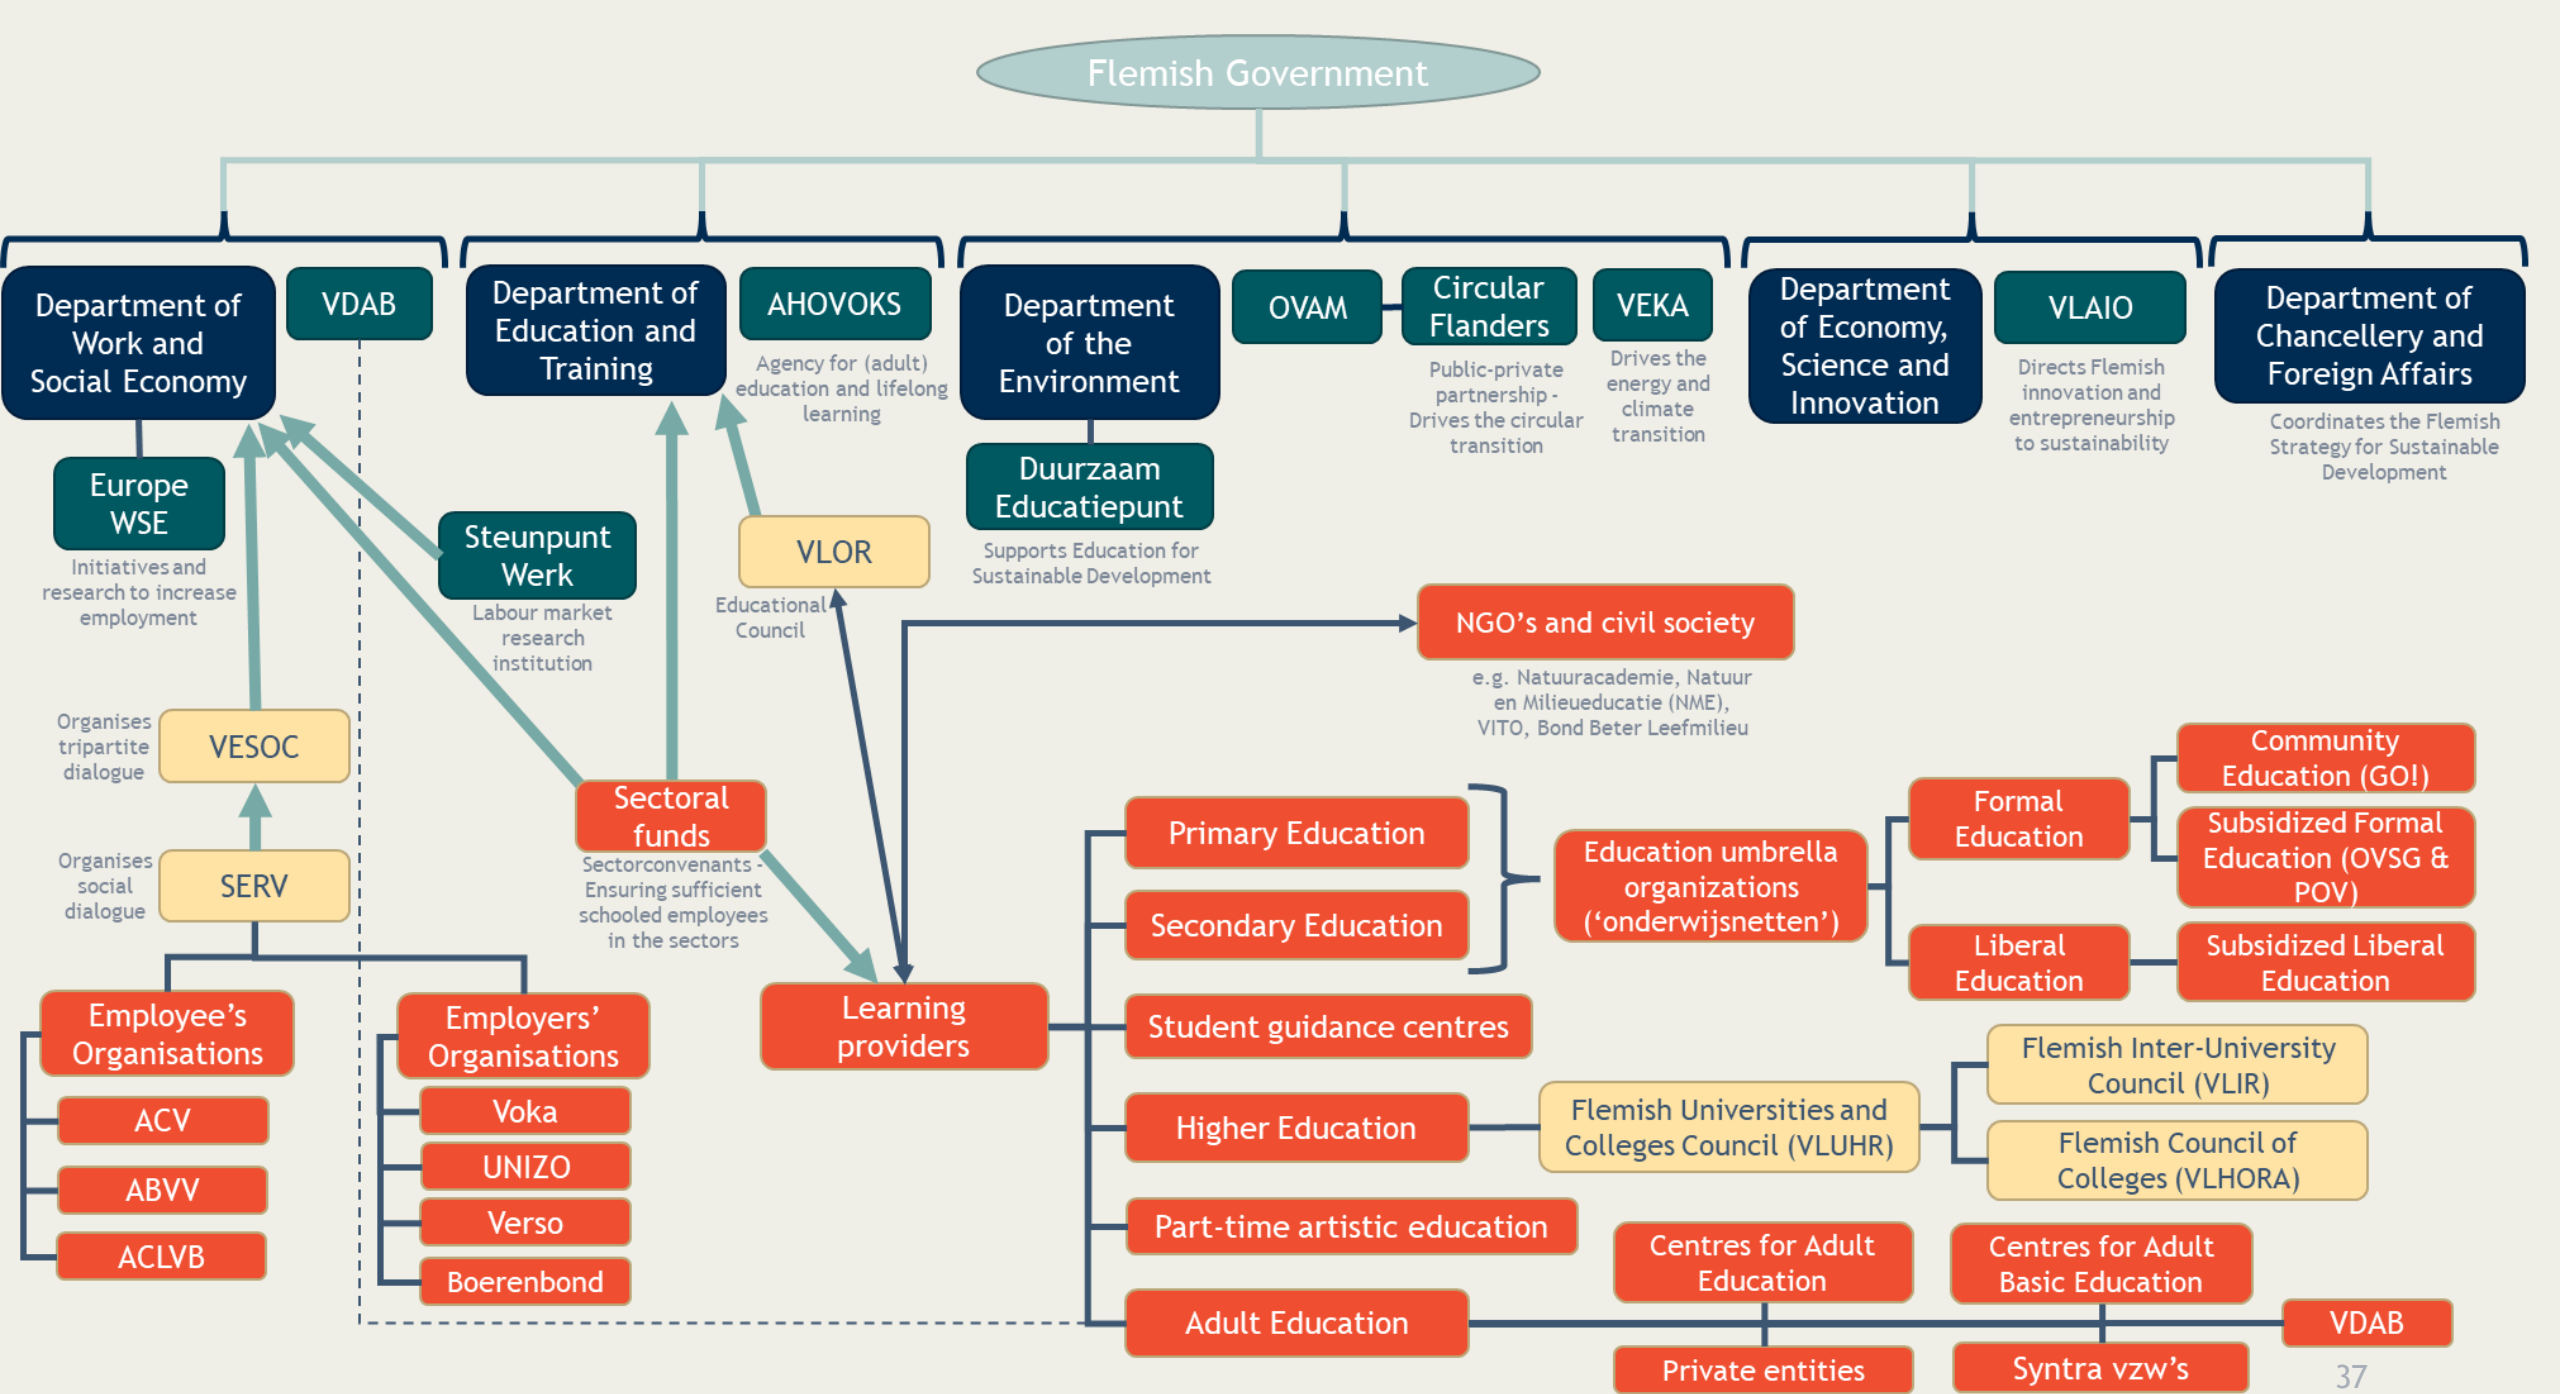 Flemish Government
Department of
Work and
Social Economy
VDAB
Department of
Education and
Training
AHOVOKS
Agency for (adult)
education and lifelong
learning
Department
of the
Environment
OVAM
Circular
Flanders
Public-private
partnership -
Drives the circular
transition
VEKA
Drives the
energy and
climate
transition
Department
of Economy,
Science and
Innovation
VLAIO
Directs Flemish
innovation and
entrepreneurship
to sustainability
Department of
Chancellery and
Foreign Affairs
Coordinates the Flemish
Strategy for Sustainable
Development
Europe
WSE
Initiatives and
research to increase
employment
Steunpunt
Werk
Labour market
research
institution
VLOR
Educational
Council
Duurzaam
Educatiepunt
Supports Education for
Sustainable Development
NGO’s and civil society
e.g. Natuuracademie, Natuur
en Milieueducatie (NME),
VITO, Bond Beter Leefmilieu
Organises
tripartite
dialogue
VESOC
Organises
social
dialogue
SERV
Sectoral
funds
Sectorconvenants -
Ensuring sufficient
schooled employees
in the sectors
Employee’s
Organisations
ACV
ABVV
ACLVB
Employers’
Organisations
Voka
UNIZO
Verso
Boerenbond
Learning
providers
Primary Education
Secondary Education
Education umbrella
organizations
(‘onderwijsnetten’)
Formal
Education
Community
Education (GO!)
Subsidized Formal
Education (OVSG &
POV)
Liberal
Education
Subsidized Liberal
Education
Student guidance centres
Higher Education
Flemish Universities and
Colleges Council (VLUHR)
Flemish Inter-University
Council (VLIR)
Flemish Council of
Colleges (VLHORA)
Part-time artistic education
Adult Education
Centres for Adult
Education
Centres for Adult
Basic Education
VDAB
Private entities
Syntra vzw’s
37